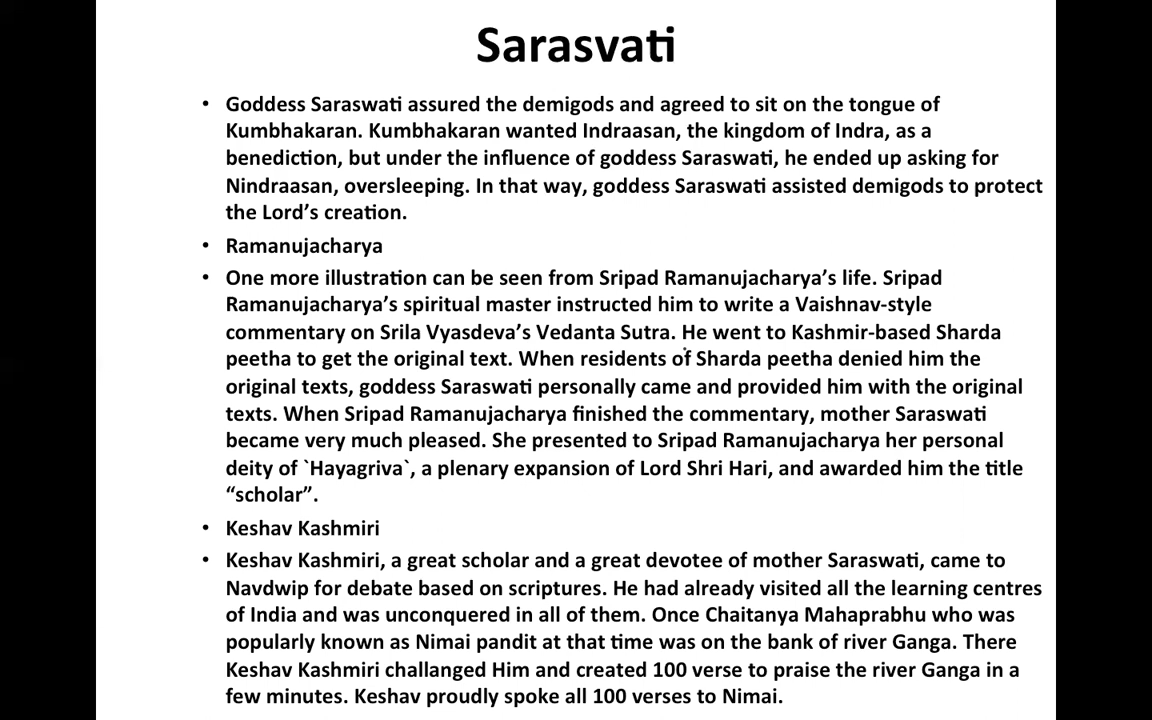 Sarasvati
• Goddess Saraswati assured the demigods and agreed to sit on the tongue of
Kumbhakaran. Kumbhakaran wanted Indraasan, the kingdom of Indra, as a
benediction, but under the influence of goddess Saraswati, he ended up asking for
Nindraasan, oversleeping. In that way, goddess Saraswati assisted demigods to protect
the Lord’s creation.
• Ramanujacharya
• One more illustration can be seen from Sripad Ramanujacharya’s life. Sripad
Ramanujacharya’s spiritual master instructed him to write a Vaishnav-style
commentary on Srila Vyasdeva’s Vedanta Sutra. He went to Kashmir-based Sharda
peetha to get the original text. When residents of Sharda peetha denied him the
original texts, goddess Saraswati personally came and provided him with the original
texts. When Sripad Ramanujacharya finished the commentary, mother Saraswati
became very much pleased. She presented to Sripad Ramanujacharya her personal
deity of `Hayagriva`, a plenary expansion of Lord Shri Hari, and awarded him the title
“scholar”.
• Keshav Kashmiri
• Keshav Kashmiri, a great scholar and a great devotee of mother Saraswati, came to
Navdwip for debate based on scriptures. He had already visited all the learning centres
of India and was unconquered in all of them. Once Chaitanya Mahaprabhu who was
popularly known as Nimai pandit at that time was on the bank of river Ganga. There
Keshav Kashmiri challanged Him and created 100 verse to praise the river Ganga in a
few minutes. Keshav proudly spoke all 100 verses to Nimai.